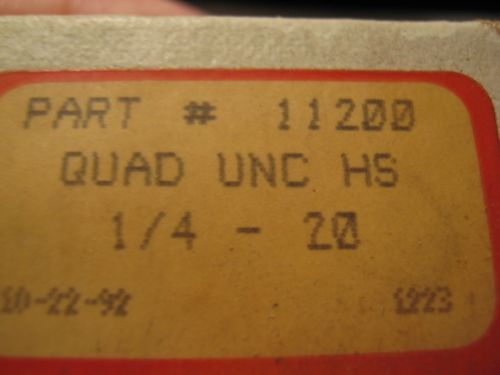 PART # 11200
QUAD UNC HS
1/4 - 20
10-22-92 1223